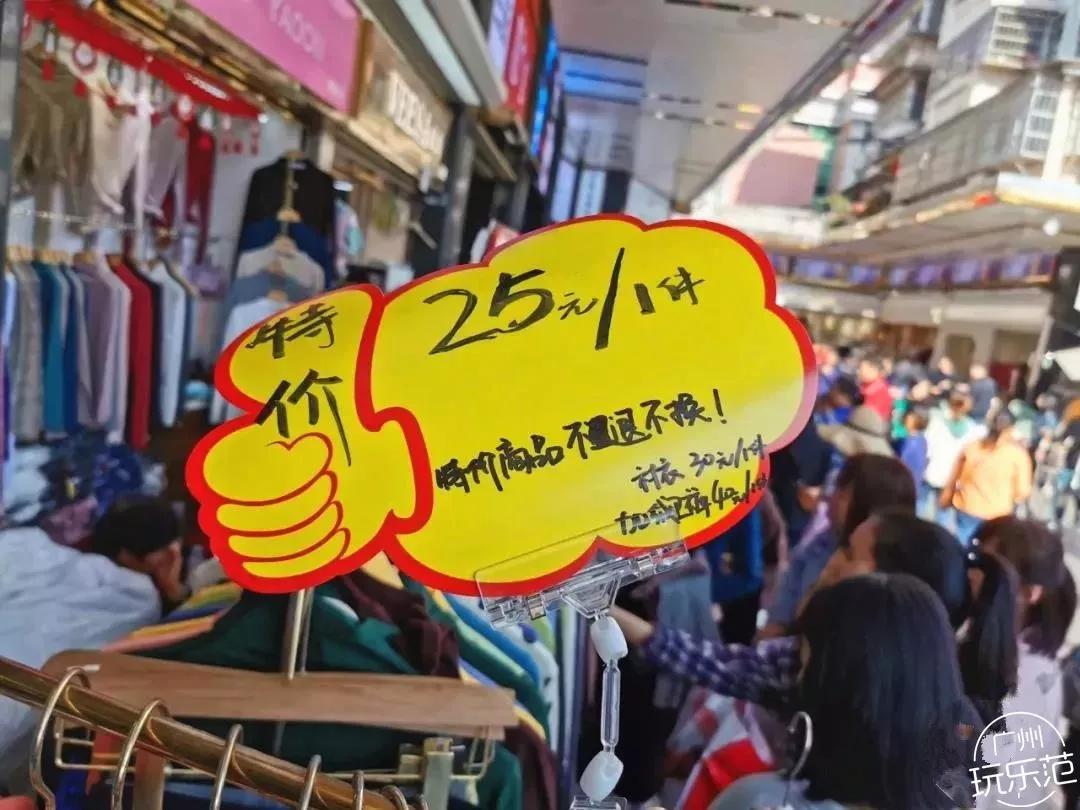 特
价
25元/1件
特价商品不退不换！
衬衣 30元/1件
加绒卫裤 40元/1件
广州
玩乐范